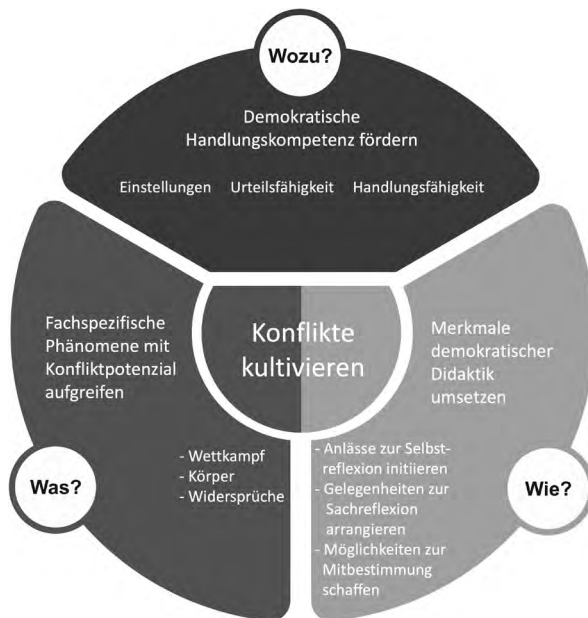 Wozu?
Demokratische
Handlungskompetenz fördern
Einstellungen Urteilsfähigkeit Handlungsfähigkeit
Fachspezifische
Phänomene mit
Konfliktpotenzial
aufgreifen
Konflikte
kultivieren
Merkmale
demokratischer
Didaktik
umsetzen
Was?
- Wettkampf
- Körper
- Widersprüche
- Anlässe zur Selbst-
reflexion initiieren
- Gelegenheiten zur
Sachreflexion
arrangieren
- Möglichkeiten zur
Mitbestimmung
schaffen
Wie?